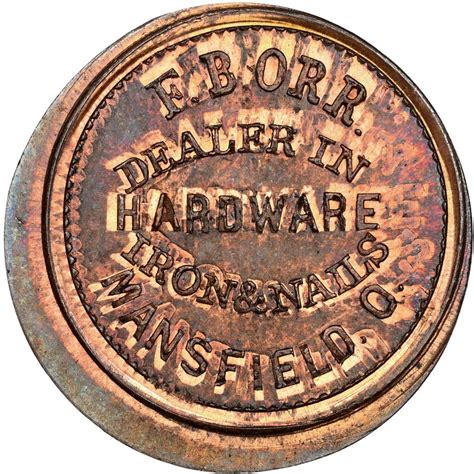 F.B.ORR.
DEALER IN
HARDWARE
IRON&NAILS
MANSFIELD O.